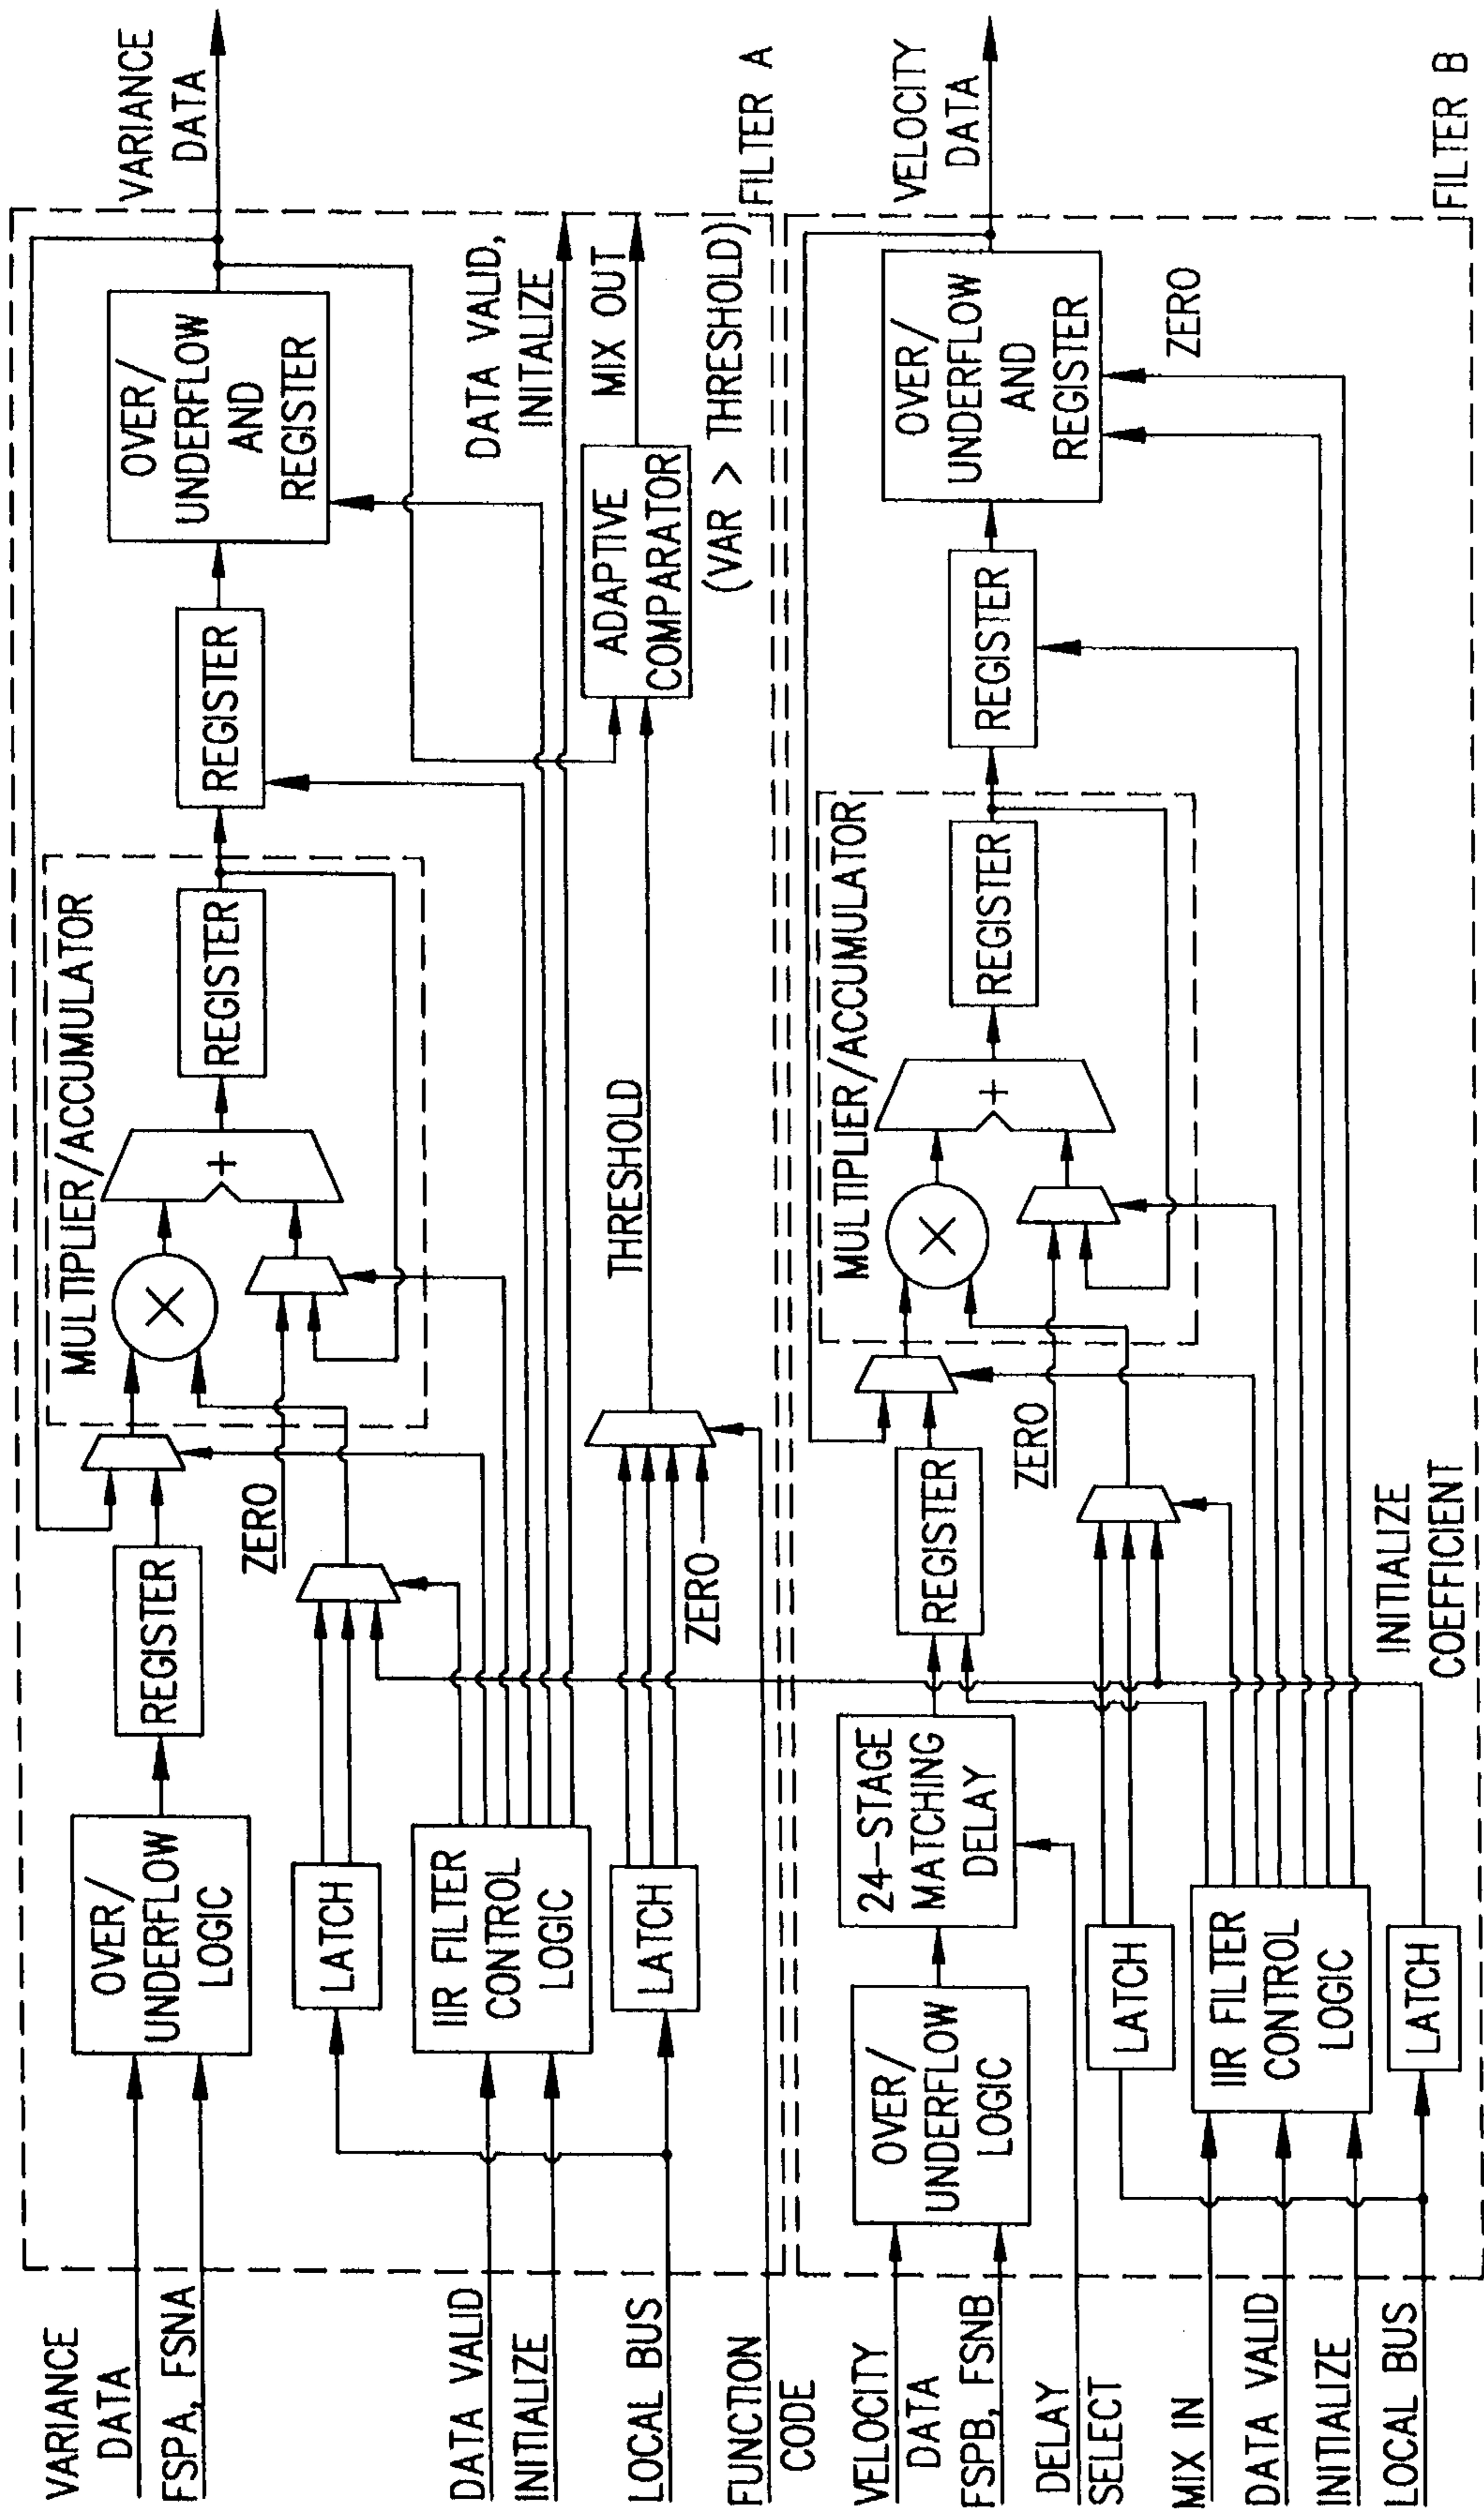 VARIANCE
DATA
FSPA, FSNA
DATA VALID
INITIALIZE
LOCAL BUS
FUNCTION
CODE
OVER/
UNDERFLOW
LOGIC
LATCH
IIR FILTER
CONTROL
LOGIC
LATCH
REGISTER
ZERO
ZERO
MULTIPLIER/ACCUMULATOR
×
+
REGISTER
THRESHOLD
REGISTER
OVER/
UNDERFLOW
AND
REGISTER
ADAPTIVE
COMPARATOR
(VAR > THRESHOLD)
DATA VALID,
INITALIZE
MIX OUT
VARIANCE
DATA
FILTER A
VELOCITY
DATA
FSPB, FSNB
DELAY
SELECT
MIX IN
DATA VALID
INITIALIZE
LOCAL BUS
OVER/
UNDERFLOW
LOGIC
24-STAGE
MATCHING
DELAY
LATCH
IIR FILTER
CONTROL
LOGIC
LATCH
REGISTER
ZERO
INITIALIZE
COEFFICIENT
MULTIPLIER/ACCUMULATOR
×
+
REGISTER
REGISTER
OVER/
UNDERFLOW
AND
REGISTER
ZERO
VELOCITY
DATA
FILTER B